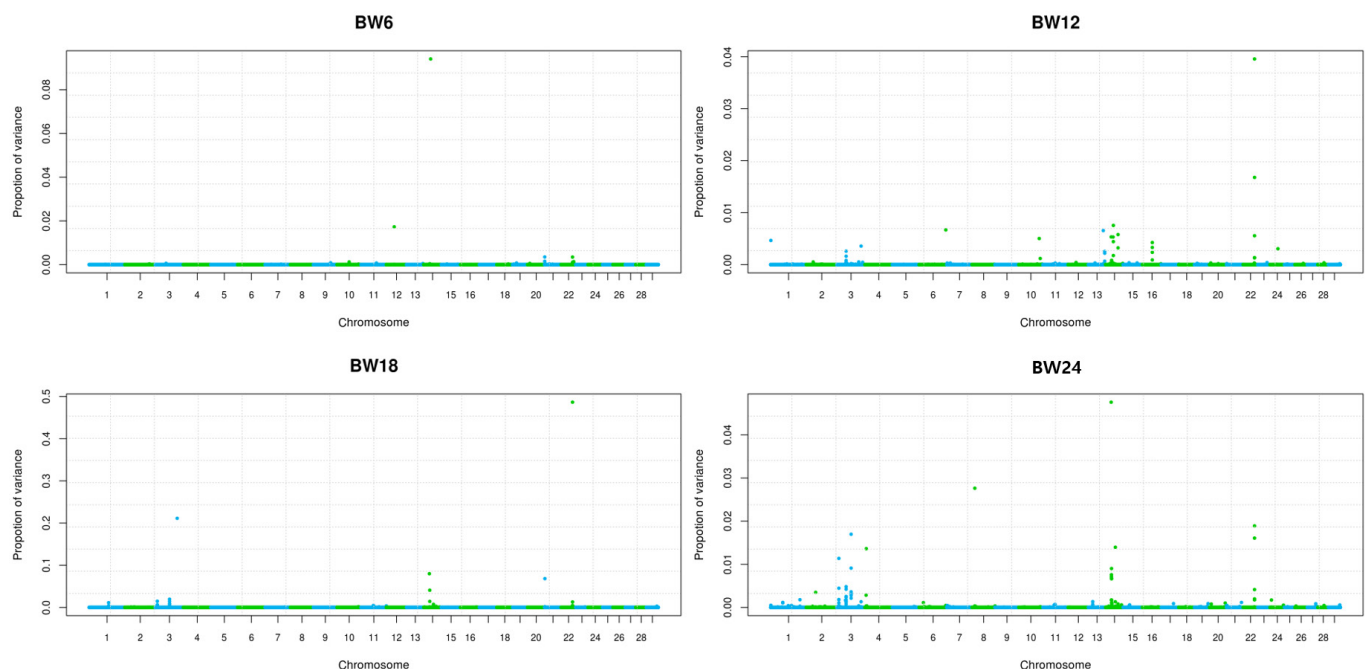 BW6
Propotion of variance
0.00 0.02 0.04 0.06 0.08
1 2 3 4 5 6 7 8 9 10 11 12 13 14 15 16 18 20 22 24 26 28
Chromosome
BW12
Propotion of variance
0.00 0.01 0.02 0.03 0.04
1 2 3 4 5 6 7 8 9 10 11 12 13 14 15 16 18 20 22 24 26 28
Chromosome
BW18
Propotion of variance
0.0 0.1 0.2 0.3 0.4 0.5
1 2 3 4 5 6 7 8 9 10 11 12 13 14 15 16 18 20 22 24 26 28
Chromosome
BW24
Propotion of variance
0.00 0.01 0.02 0.03 0.04
1 2 3 4 5 6 7 8 9 10 11 12 13 14 15 16 18 20 22 24 26 28
Chromosome